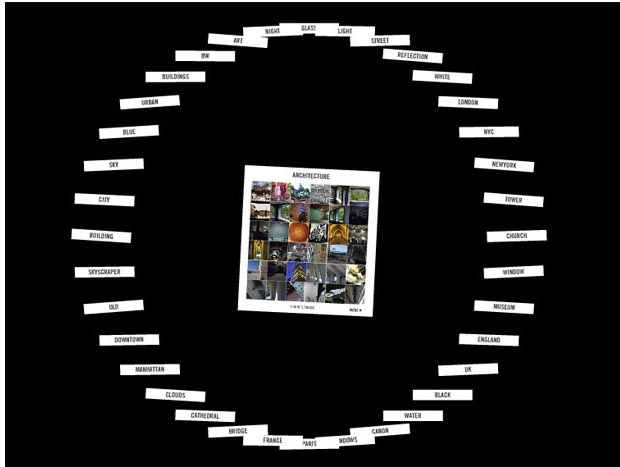 GLASS
LIGHT
STREET
REFLECTION
WHITE
LONDON
NYC
NEWYORK
TOWER
CHURCH
WINDOW
MUSEUM
ENGLAND
UK
BLACK
WATER
CANON
NDOWS
PARIS
FRANCE
BRIDGE
CATHEDRAL
CLOUDS
MANHATTAN
DOWNTOWN
OLD
SKYSCRAPER
BUILDING
CITY
SKY
BLUE
URBAN
BUILDINGS
BW
ART
NIGHT
ARCHITECTURE
MORE